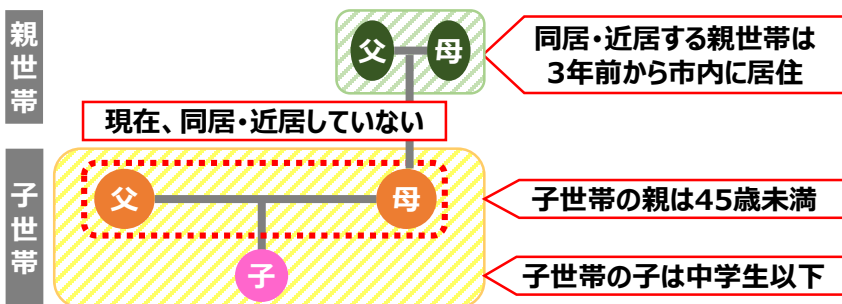 親世帯
父
母
同居・近居する親世帯は
3年前から市内に居住
現在、同居・近居していない
子世帯
父
母
子世帯の親は45歳未満
子
子世帯の子は中学生以下